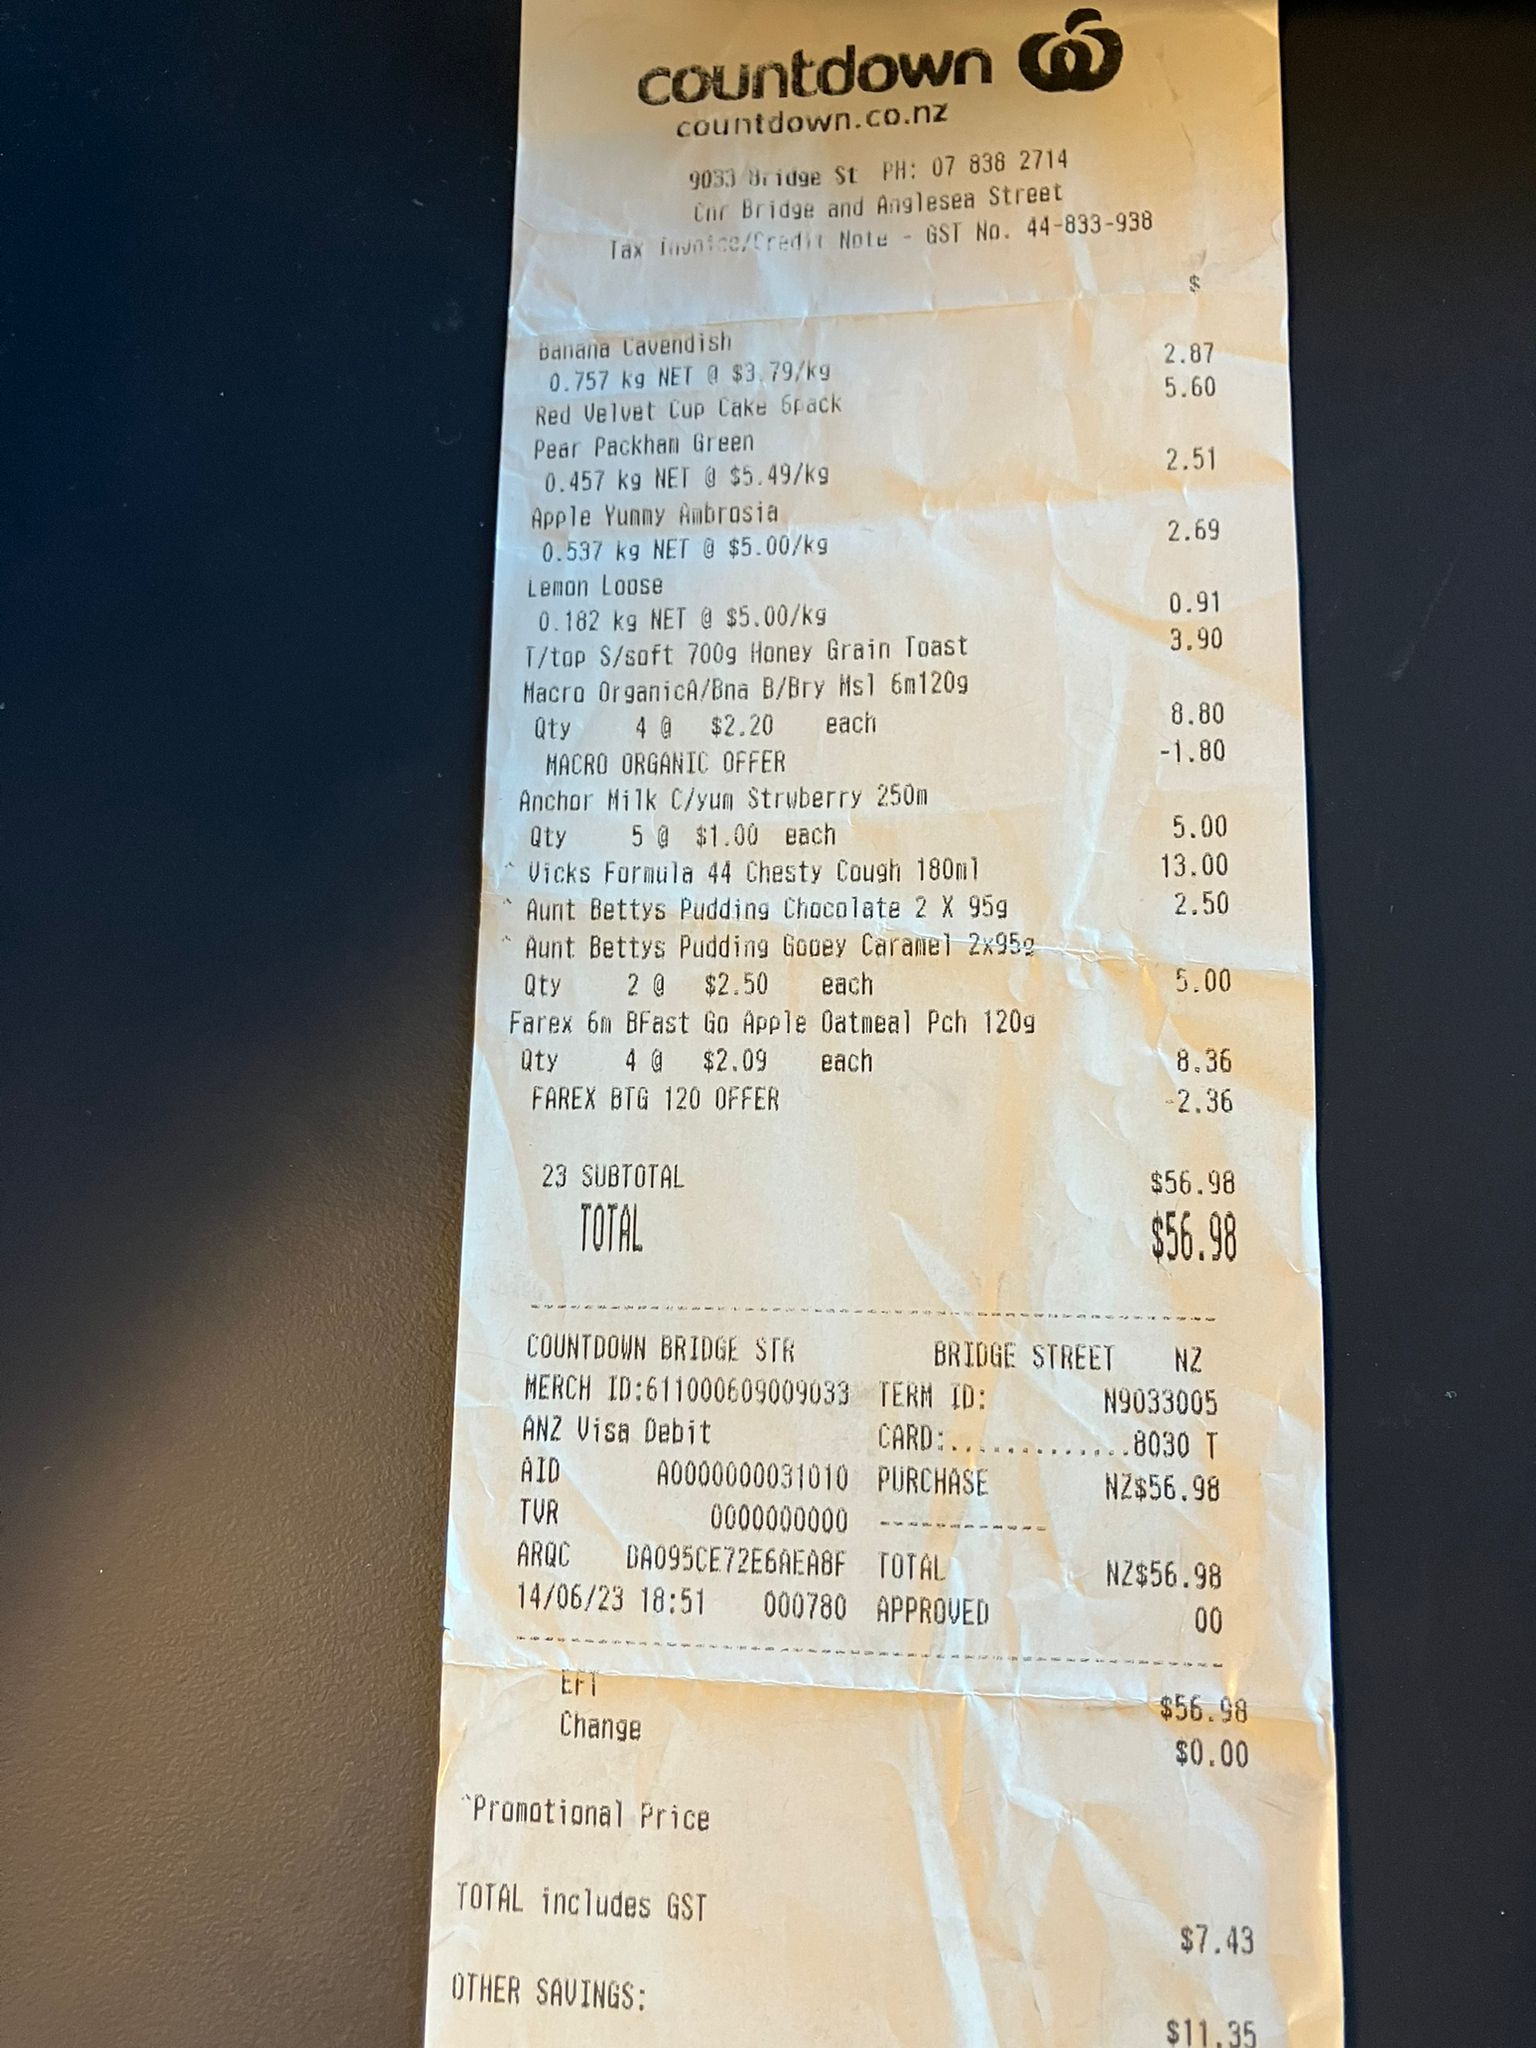 countdown
countdown.co.nz
9033 Bridge St PH: 07 838 2714
Cnr Bridge and Anglesea Street
Tax Invoice/Credit Note - GST No. 44-833-938
$
Banana Cavendish
0.757 kg NET @ $3.79/kg 2.87
Red Velvet Cup Cake 6pack 5.60
Pear Packham Green
0.457 kg NET @ $5.49/kg 2.51
Apple Yummy Ambrosia
0.537 kg NET @ $5.00/kg 2.69
Lemon Loose
0.182 kg NET @ $5.00/kg 0.91
T/top S/soft 700g Honey Grain Toast 3.90
Macro OrganicA/Bna B/Bry Msl 6m120g
Qty 4 @ $2.20 each 8.80
MACRO ORGANIC OFFER -1.80
Anchor Milk C/yum Strwberry 250m
Qty 5 @ $1.00 each 5.00
^ Vicks Formula 44 Chesty Cough 180ml 13.00
^ Aunt Bettys Pudding Chocolate 2 X 95g 2.50
^ Aunt Bettys Pudding Gooey Caramel 2x95g
Qty 2 @ $2.50 each 5.00
Farex 6m BFast Go Apple Oatmeal Pch 120g
Qty 4 @ $2.09 each 8.36
FAREX BTG 120 OFFER -2.36
23 SUBTOTAL $56.98
TOTAL $56.98
COUNTDOWN BRIDGE STR BRIDGE STREET NZ
MERCH ID:611000609009033 TERM ID: N9033005
ANZ Visa Debit CARD:..............8030 T
AID A0000000031010 PURCHASE NZ$56.98
TVR 0000000000 -------------
ARQC DA095CE72E6AEA8F TOTAL NZ$56.98
14/06/23 18:51 000780 APPROVED 00
EFT $56.98
Change $0.00
^Promotional Price
TOTAL includes GST $7.43
OTHER SAVINGS: $11.35